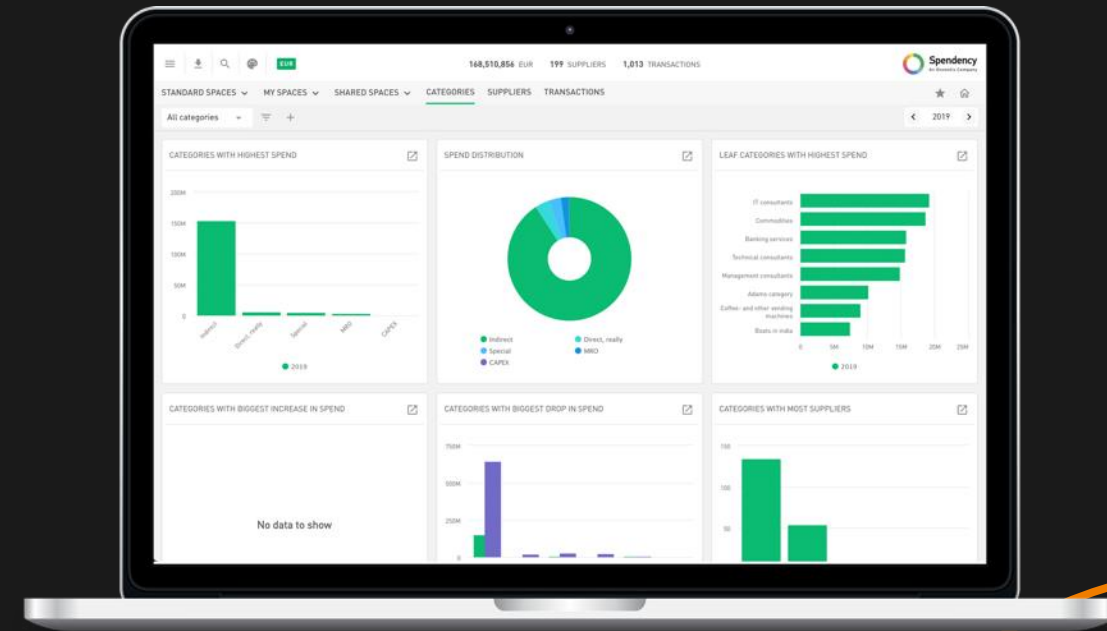 EUR
168,510,856 EUR 199 SUPPLIERS 1,013 TRANSACTIONS
Spendency
STANDARD SPACES MY SPACES SHARED SPACES CATEGORIES SUPPLIERS TRANSACTIONS
All categories
2019
CATEGORIES WITH HIGHEST SPEND
200M
150M
100M
50M
0
Indirect
Direct, really
Special
MRO
CAPEX
2019
SPEND DISTRIBUTION
Indirect
Direct, really
Special
MRO
CAPEX
LEAF CATEGORIES WITH HIGHEST SPEND
IT consultants
Commodities
Banking services
Technical consultants
Management consultants
Adams category
Coffee- and other vending
machines
Boats in india
0 5M 10M 15M 20M 25M
2019
CATEGORIES WITH BIGGEST INCREASE IN SPEND
No data to show
CATEGORIES WITH BIGGEST DROP IN SPEND
750M
500M
250M
0
CATEGORIES WITH MOST SUPPLIERS
150
100
50